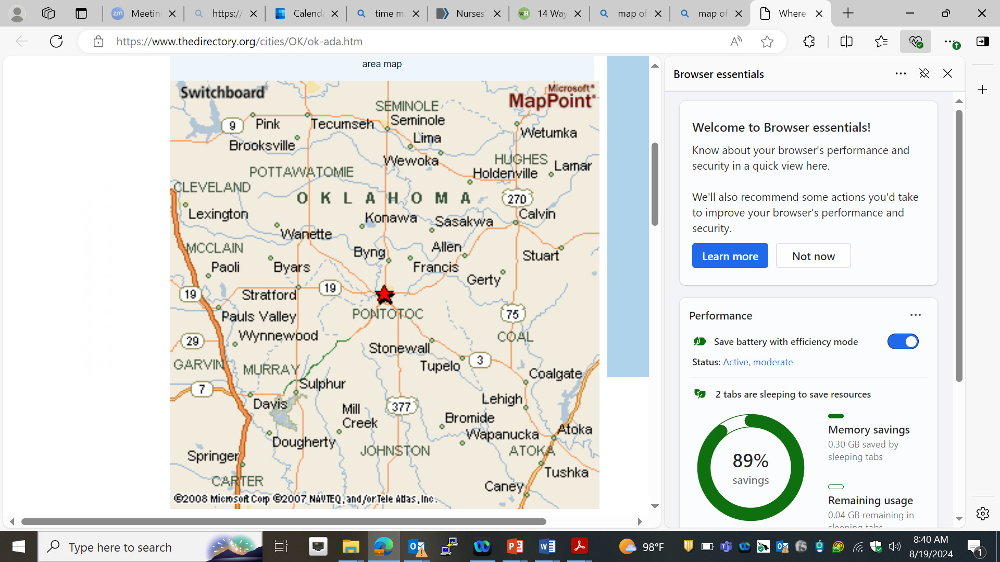 zm Meeting
https://
Calenda
time ma
Nurses'
wH 14 Way
map of
map of
Where
https://www.thedirectory.org/cities/OK/ok-ada.htm
area map
Switchboard
Microsoft®
MapPoint®
SEMINOLE
9 Pink Tecumseh Seminole
Wetumka
Brooksville Lima
Wewoka HUGHES Lamar
POTTAWATOMIE Holdenville
CLEVELAND
OKLAHOMA 270
Lexington Konawa Sasakwa Calvin
Wanette
MCCLAIN Byng Allen Stuart
Paoli Byars Francis
Gerty
19 Stratford 19
Pauls Valley PONTOTOC 75
29 Wynnewood COAL
Stonewall
GARVIN MURRAY Tupelo 3
Coalgate
7 Sulphur
Davis Mill Creek 377 Lehigh
Bromide
Wapanucka Atoka
Dougherty
Springer JOHNSTON ATOKA
CARTER Tushka
Caney
©2008 Microsoft Corp ©2007 NAVTEQ, and/or Tele Atlas, Inc.
Browser essentials
Welcome to Browser essentials!
Know about your browser's performance and
security in a quick view here.
We'll also recommend some actions you'd take
to improve your browser's performance and
security.
Learn more
Not now
Performance
Save battery with efficiency mode
Status: Active, moderate
2 tabs are sleeping to save resources
89%
savings
Memory savings
0.30 GB saved by
sleeping tabs
Remaining usage
0.04 GB remaining in
sleeping tabs
Type here to search
98°F
8:40 AM
8/19/2024
1